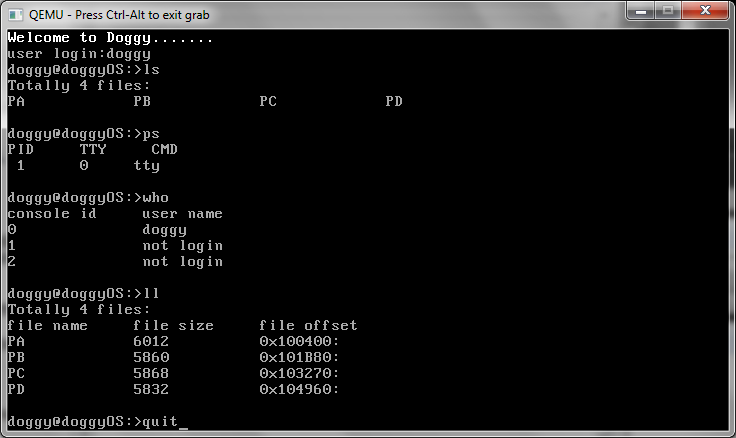 QEMU - Press Ctrl-Alt to exit grab
Welcome to Doggy.......
user login:doggy
doggy@doggyOS:>ls
Totally 4 files:
PA PB PC PD
doggy@doggyOS:>ps
PID TTY CMD
1 0 tty
doggy@doggyOS:>who
console id user name
0 doggy
1 not login
2 not login
doggy@doggyOS:>ll
Totally 4 files:
file name file size file offset
PA 6012 0x100400:
PB 5860 0x101B80:
PC 5868 0x103270:
PD 5832 0x104960:
doggy@doggyOS:>quit_